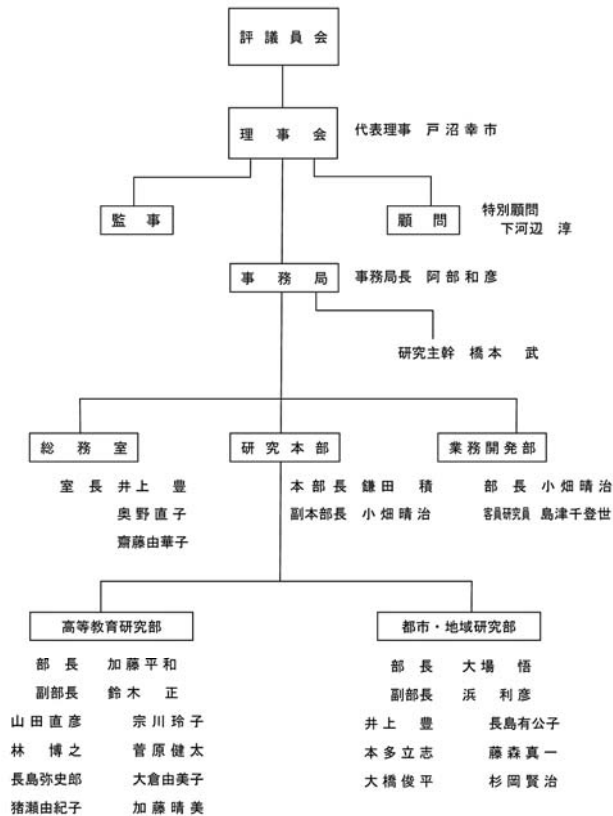 評議員会
理事会
代表理事 戸沼幸市
監事
顧問
特別顧問
下河辺 淳
事務局
事務局長 阿部和彦
研究主幹 橋本 武
総務室
研究本部
業務開発部
室長 井上 豊
奥野直子
齋藤由華子
本部長 鎌田 積
副本部長 小畑晴治
部長 小畑晴治
客員研究員 島津千登世
高等教育研究部
都市・地域研究部
部長 加藤平和
副部長 鈴木 正
山田直彦 宗川玲子
林 博之 菅原健太
長島弥史郎 大倉由美子
猪瀬由紀子 加藤晴美
部長 大場 悟
副部長 浜 利彦
井上 豊 長島有公子
本多立志 藤森真一
大橋俊平 杉岡賢治